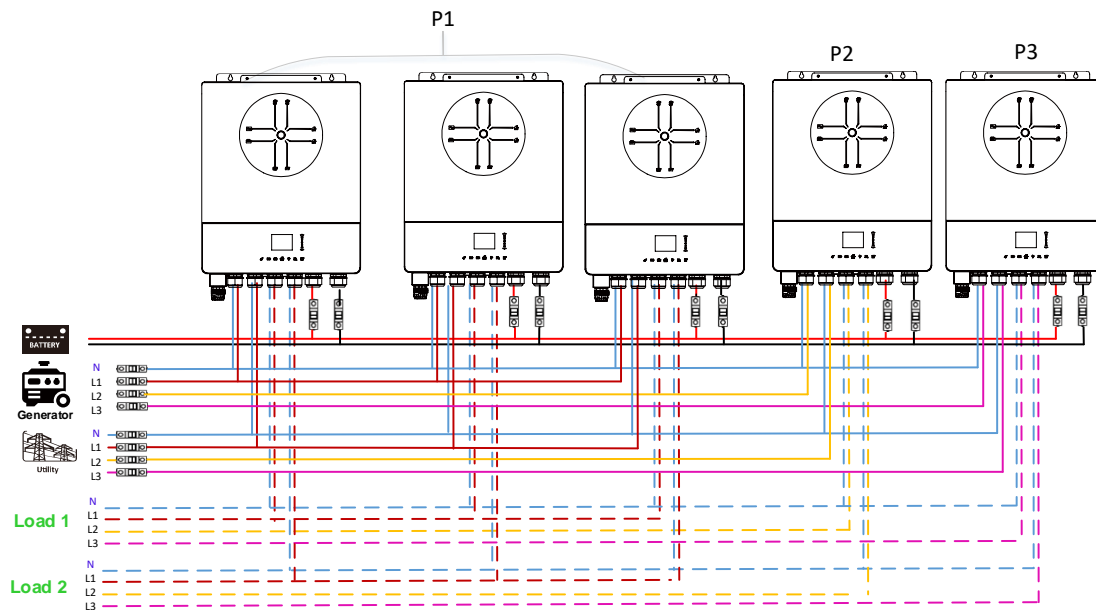 P1
P2
P3
BATTERY
N
L1
L2
L3
Generator
N
L1
L2
L3
Utility
N
L1
L2
L3
Load 1
N
L1
L2
L3
Load 2